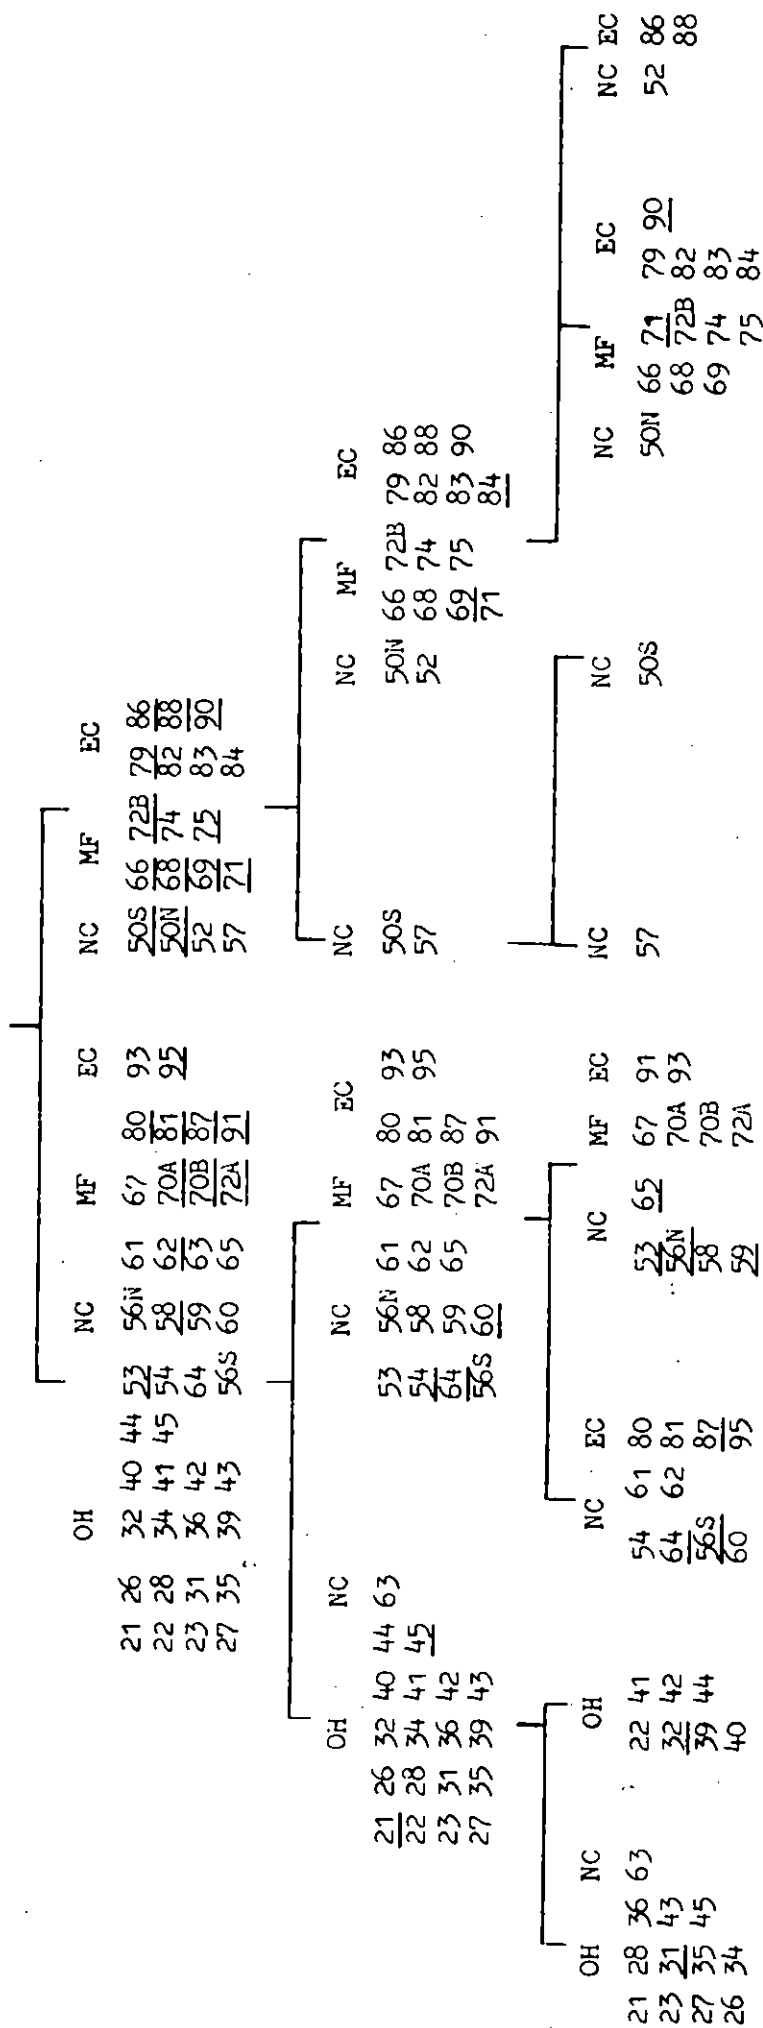 OH NC MF EC NC MF EC
21 26 32 40 44 53 56N 61 67 80 93 50S 66 72B 79 86
22 28 34 41 45 54 58 62 70A 81 95 50N 68 74 82 88
23 31 36 42 64 59 63 70B 87 52 69 75 83 90
27 35 39 43 56S 60 65 72A 91 57 71 84
OH NC NC MF EC NC NC MF EC
21 26 32 40 44 63 53 56N 61 67 80 93 50S 50N 66 72B 79 86
22 28 34 41 45 54 58 62 70A 81 95 57 52 68 74 82 88
23 31 36 42 64 59 65 70B 87 69 75 83 90
27 35 39 43 56S 60 72A 91 71 84
OH NC OH NC EC NC MF EC NC NC NC MF EC NC EC
21 28 36 63 22 41 54 61 80 53 65 67 91 57 50S 50N 66 71 79 90 52 86
23 31 43 32 42 64 62 81 56N 70A 93 68 72B 82 88
27 35 45 39 44 56S 87 58 70B 69 74 83
26 34 40 60 95 59 72A 75 84